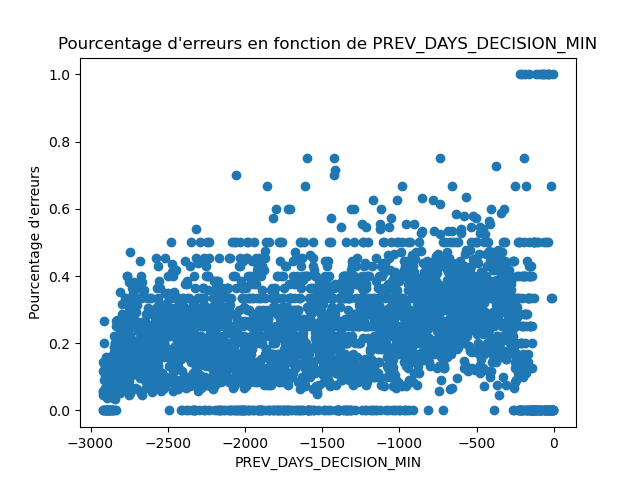 Pourcentage d'erreurs en fonction de PREV_DAYS_DECISION_MIN
1.0
0.8
0.6
0.4
0.2
0.0
Pourcentage d'erreurs
−3000 −2500 −2000 −1500 −1000 −500 0
PREV_DAYS_DECISION_MIN